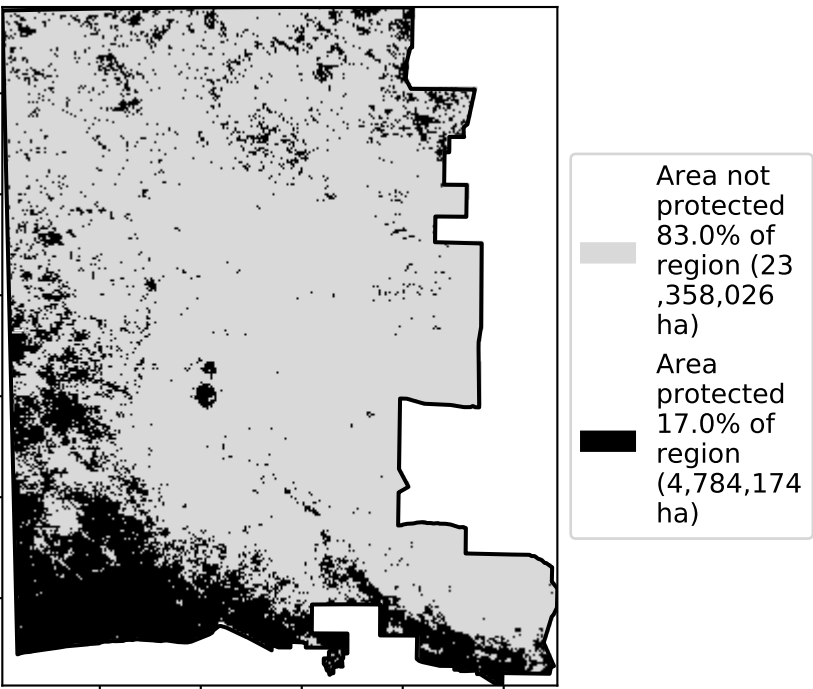 Area not
protected
83.0% of
region (23
,358,026
ha)
Area
protected
17.0% of
region
(4,784,174
ha)